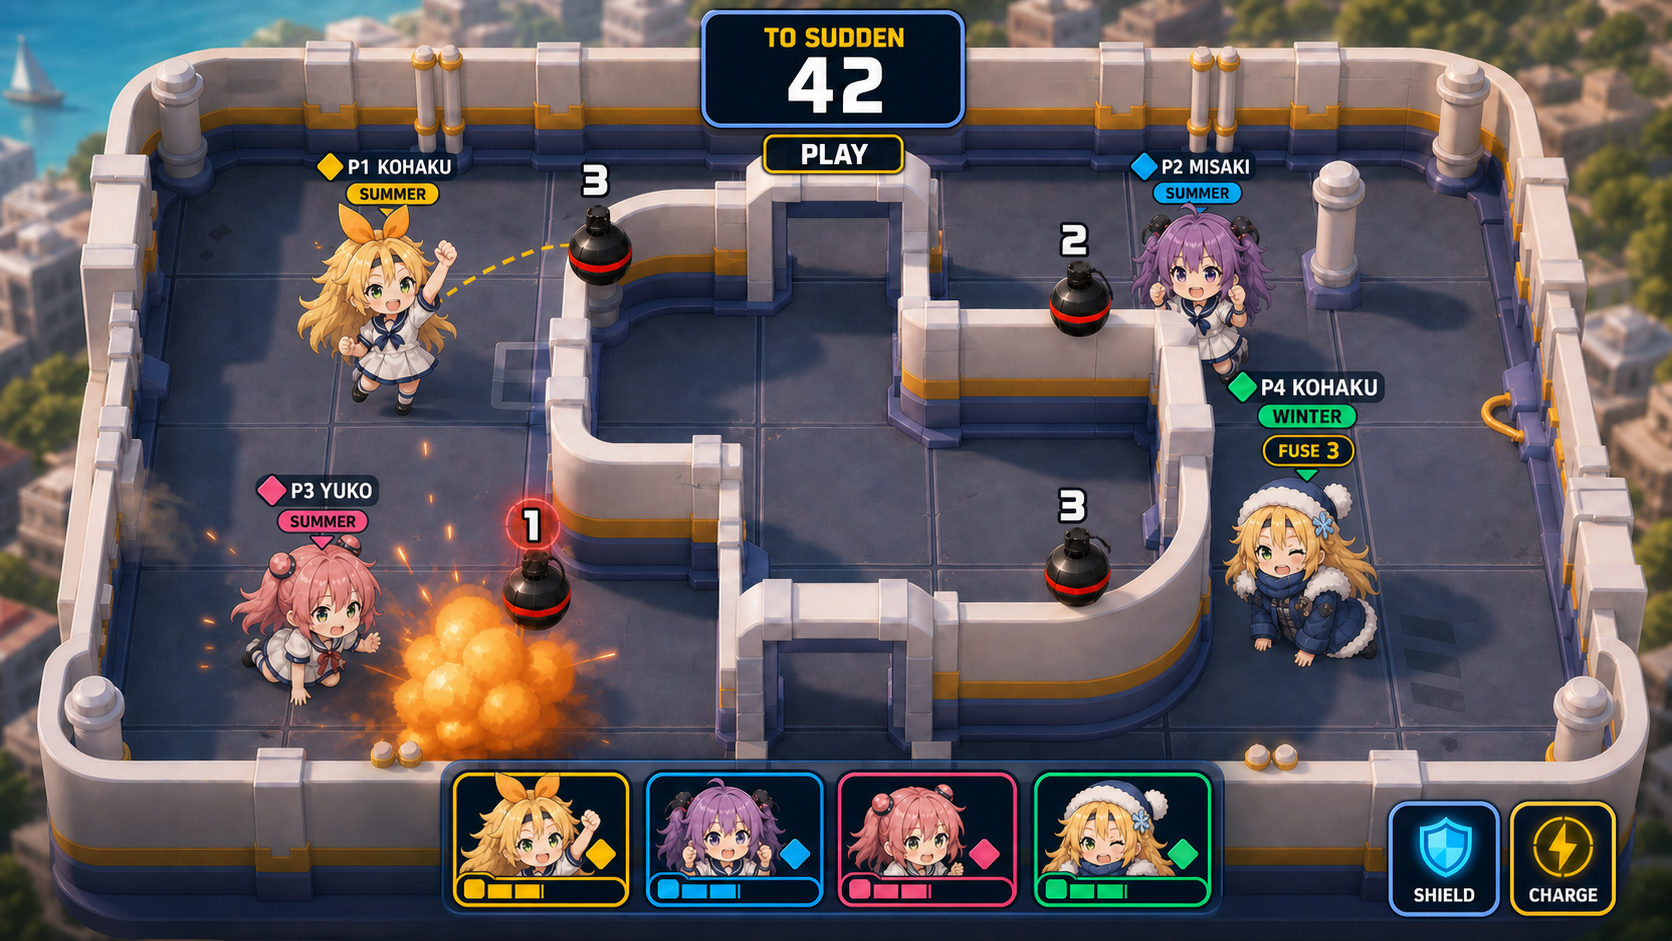 TO SUDDEN
42
PLAY
P1 KOHAKU
SUMMER
3
P2 MISAKI
SUMMER
2
P4 KOHAKU
WINTER
FUSE 3
P3 YUKO
SUMMER
1
3
SHIELD
CHARGE